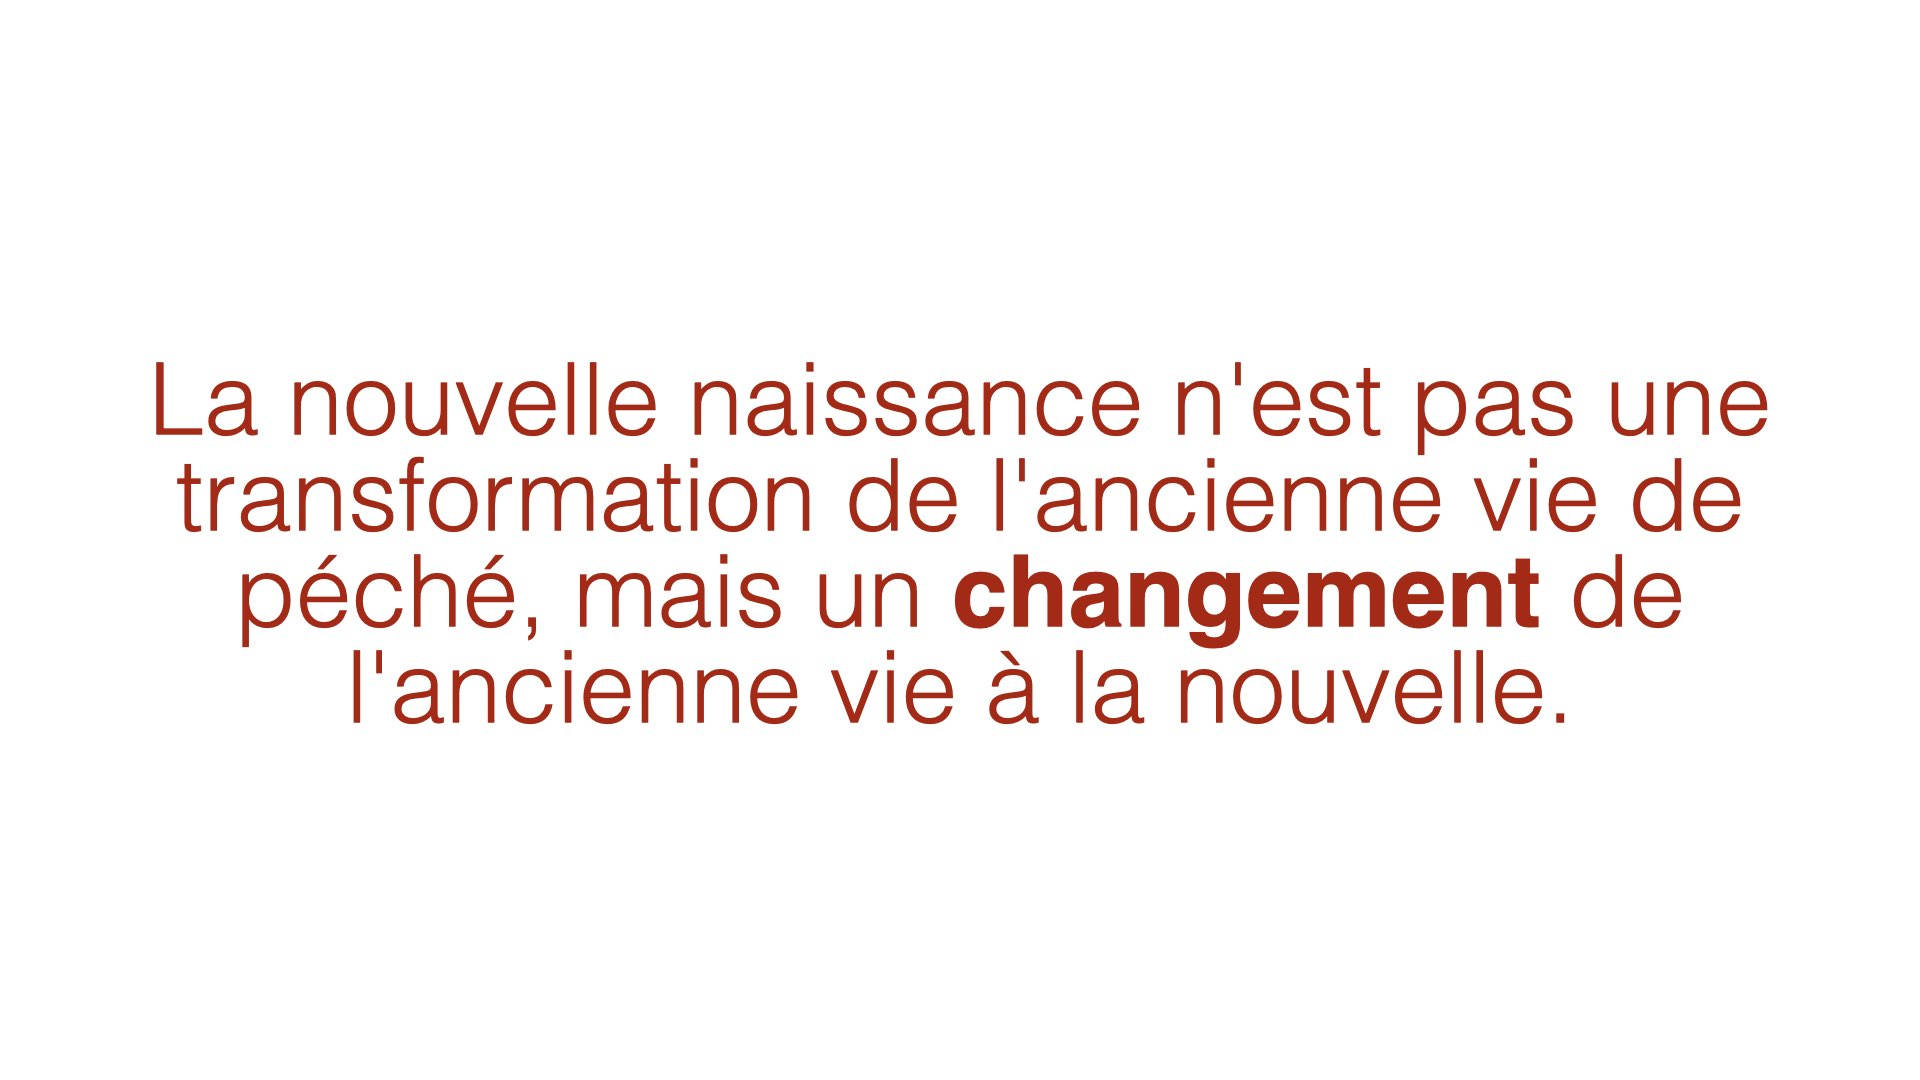 La nouvelle naissance n'est pas une
transformation de l'ancienne vie de
péché, mais un changement de
l'ancienne vie à la nouvelle.